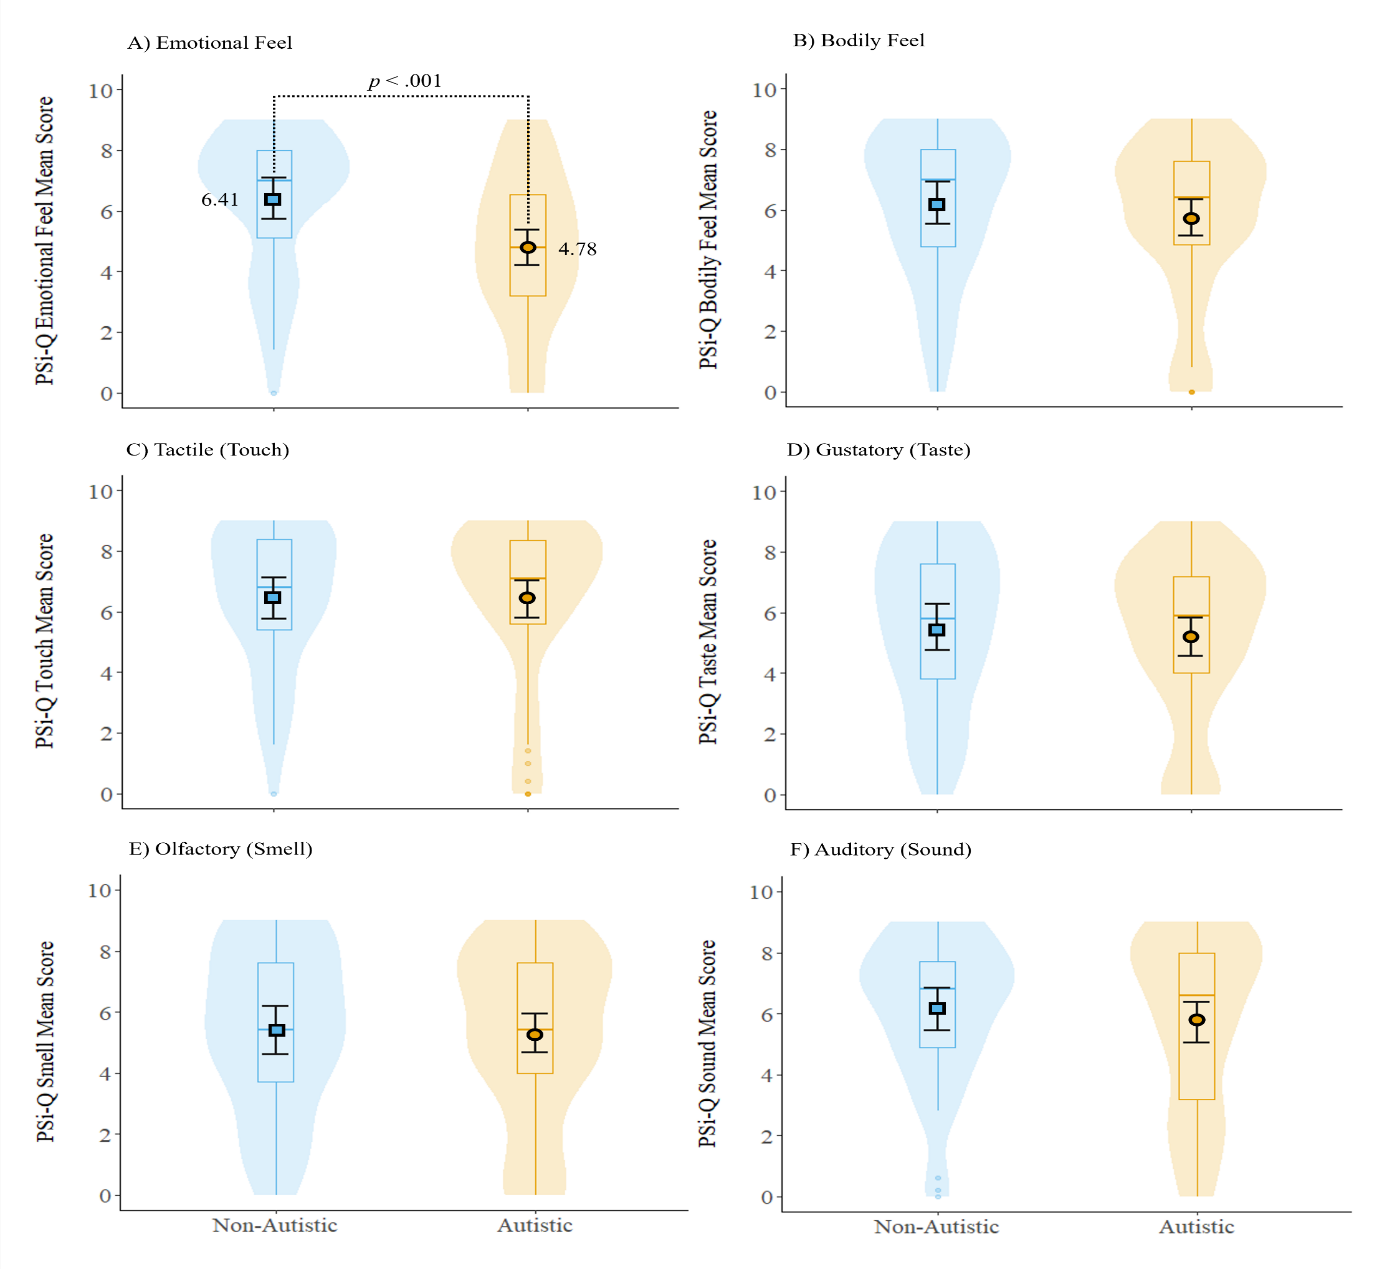 A) Emotional Feel
B) Bodily Feel
PSi-Q Emotional Feel Mean Score
10
8
6
4
2
0
p < .001
6.41
4.78
PSi-Q Bodily Feel Mean Score
10
8
6
4
2
0
C) Tactile (Touch)
D) Gustatory (Taste)
PSi-Q Touch Mean Score
10
8
6
4
2
0
PSi-Q Taste Mean Score
10
8
6
4
2
0
E) Olfactory (Smell)
F) Auditory (Sound)
PSi-Q Smell Mean Score
10
8
6
4
2
0
Non-Autistic
Autistic
PSi-Q Sound Mean Score
10
8
6
4
2
0
Non-Autistic
Autistic